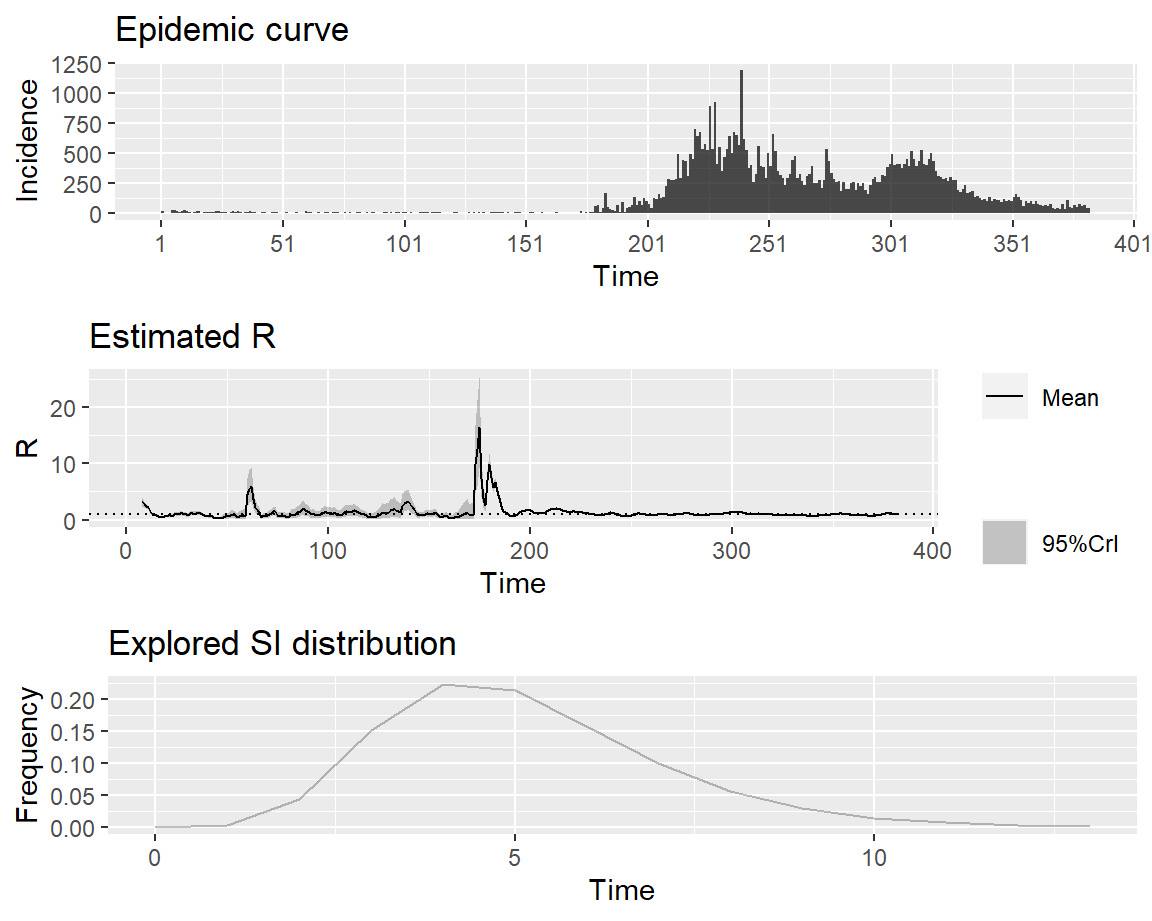 Epidemic curve
1250
1000
750
500
250
0
Incidence
1 51 101 151 201 251 301 351 401
Time
Estimated R
20
10
0
R
0 100 200 300 400
Time
Mean
95%CrI
Explored SI distribution
0.20
0.15
0.10
0.05
0.00
Frequency
0 5 10
Time